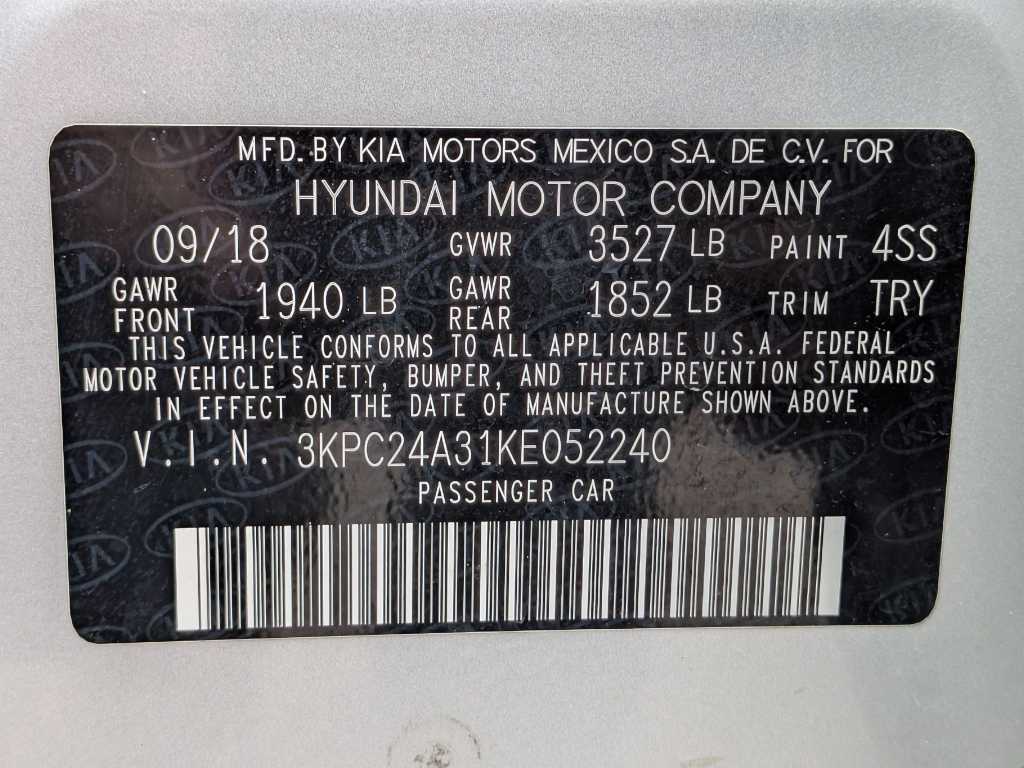 MFD. BY KIA MOTORS MEXICO S.A. DE C.V. FOR
HYUNDAI MOTOR COMPANY
09/18 GVWR 3527 LB PAINT 4SS
GAWR FRONT 1940 LB GAWR REAR 1852 LB TRIM TRY
THIS VEHICLE CONFORMS TO ALL APPLICABLE U.S.A. FEDERAL
MOTOR VEHICLE SAFETY, BUMPER, AND THEFT PREVENTION STANDARDS
IN EFFECT ON THE DATE OF MANUFACTURE SHOWN ABOVE.
V.I.N. 3KPC24A31KE052240
PASSENGER CAR